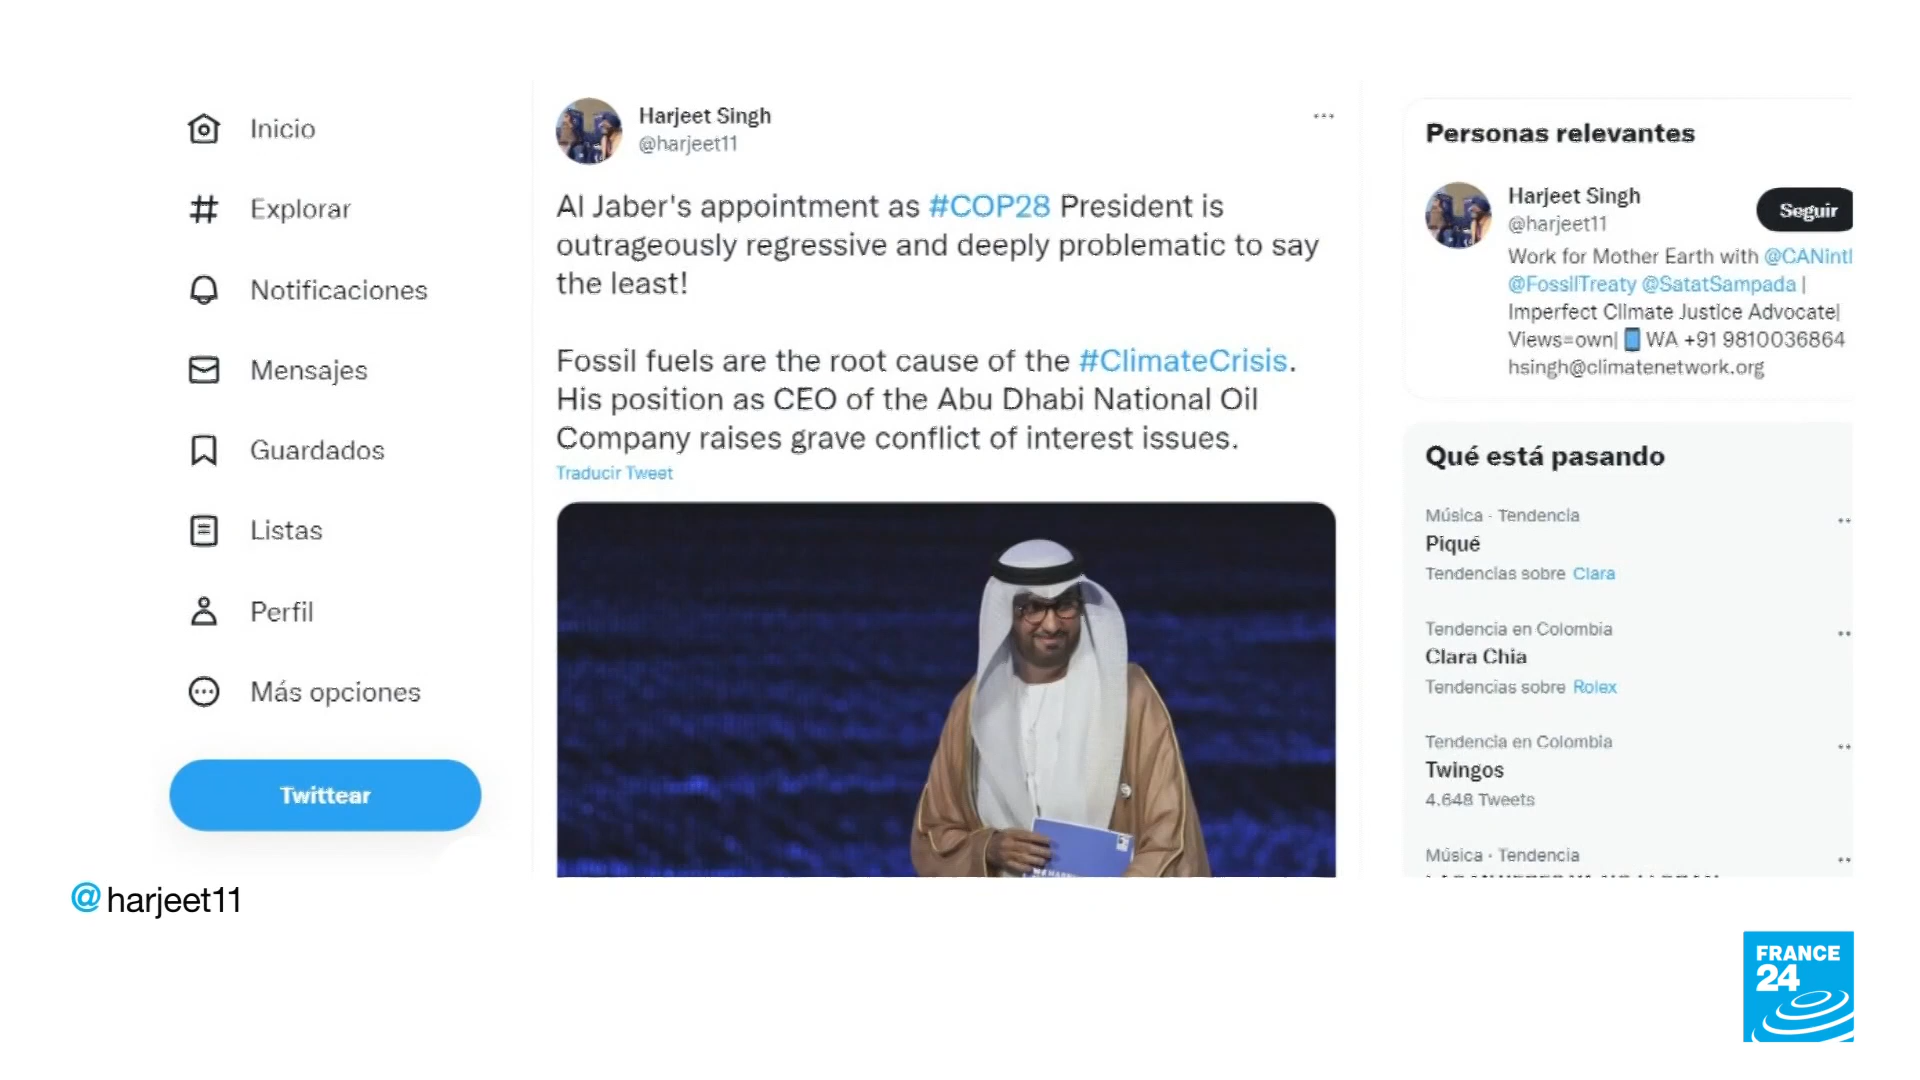 Inicio
Explorar
Notificaciones
Mensajes
Guardados
Listas
Perfil
Más opciones
Twittear
@harjeet11
Harjeet Singh
@harjeet11
Al Jaber's appointment as #COP28 President is
outrageously regressive and deeply problematic to say
the least!
Fossil fuels are the root cause of the #ClimateCrisis.
His position as CEO of the Abu Dhabi National Oil
Company raises grave conflict of interest issues.
Traducir Tweet
Personas relevantes
Harjeet Singh
@harjeet11
Seguir
Work for Mother Earth with @CANintl
@FossilTreaty @SatatSampada |
Imperfect Climate Justice Advocate|
Views=own| WA +91 9810036864
hsingh@climatenetwork.org
Qué está pasando
Música · Tendencia
Piqué
Tendencias sobre Clara
Tendencia en Colombia
Clara Chia
Tendencias sobre Rolex
Tendencia en Colombia
Twingos
4.648 Tweets
Música · Tendencia
FRANCE
24